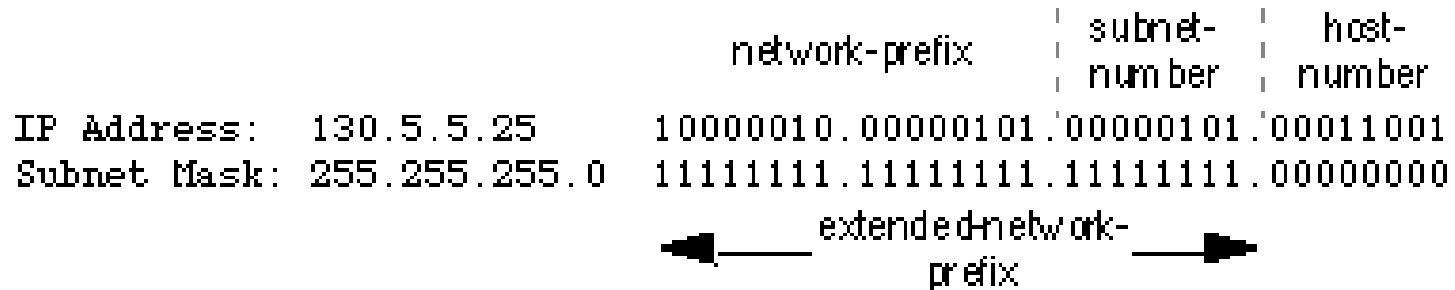 network-prefix
subnet-
number
host-
number
IP Address: 130.5.5.25 10000010.00000101.00000101.00011001
Subnet Mask: 255.255.255.0 11111111.11111111.11111111.00000000
extended-network-
prefix